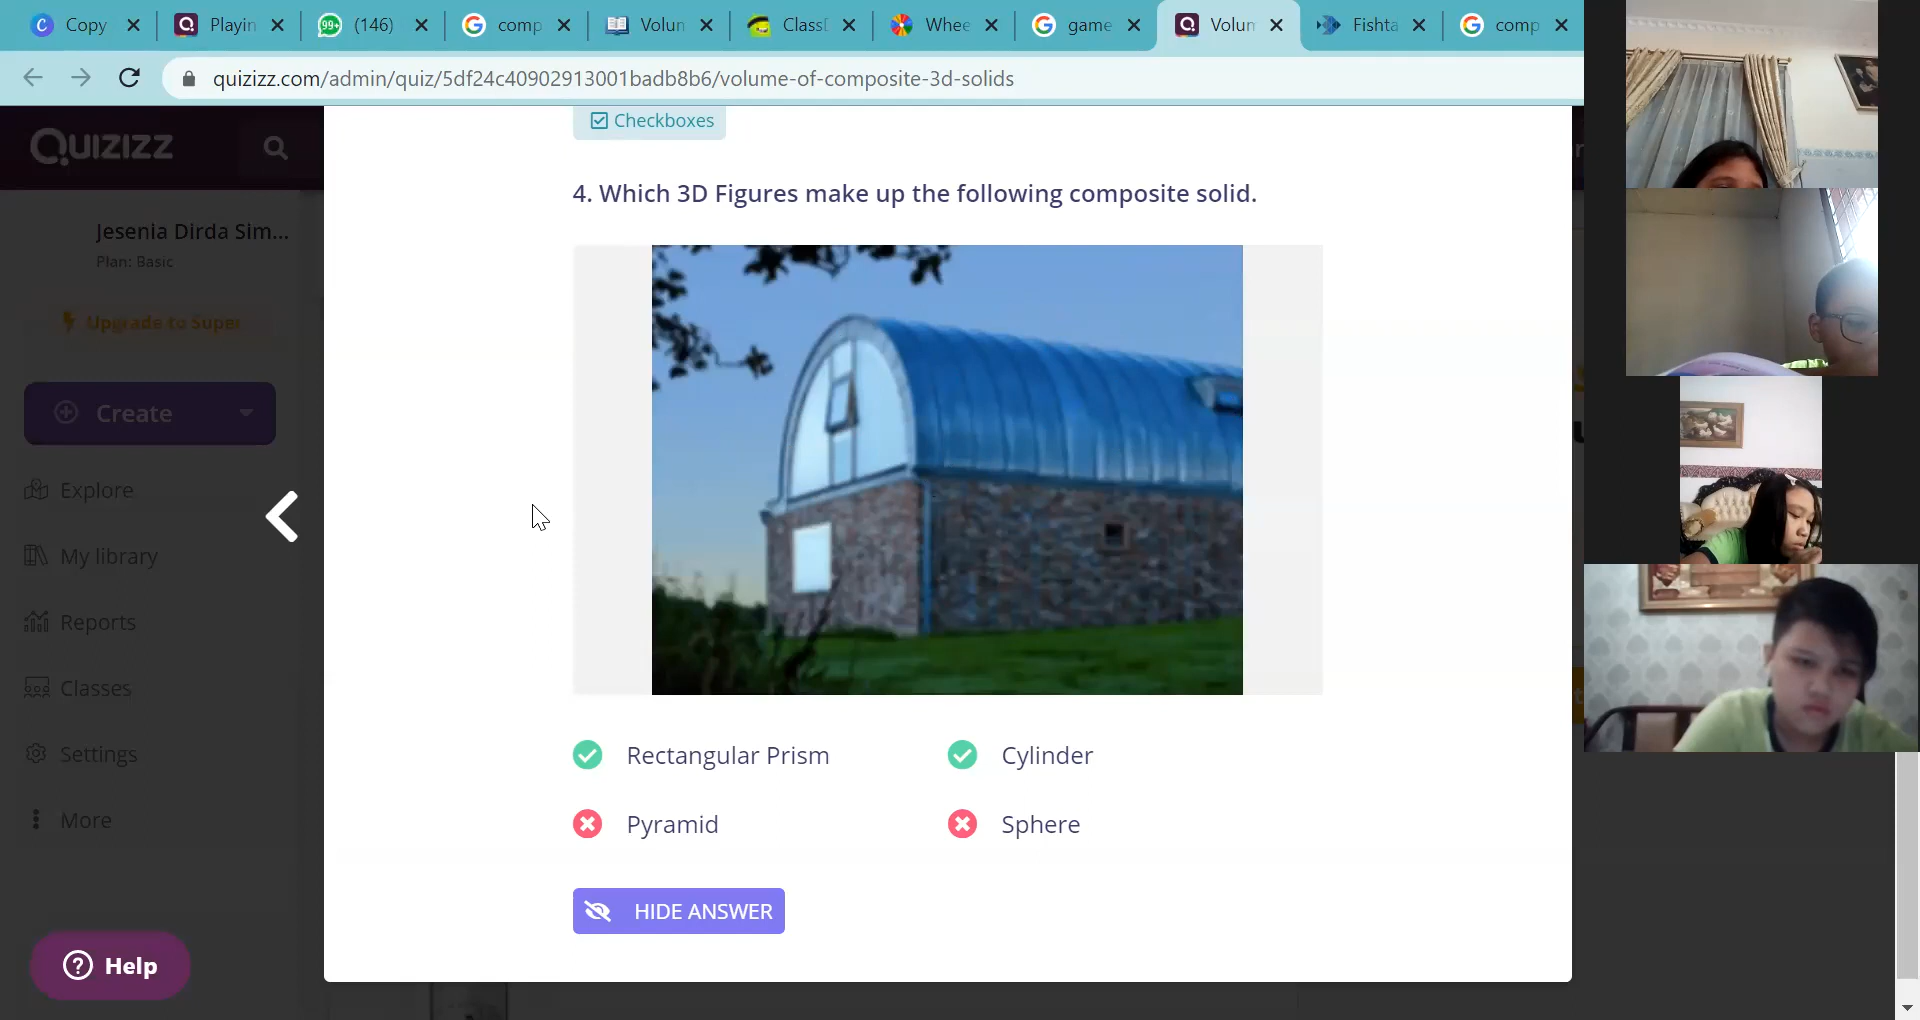 Copy
Playin
99+
(146)
comp
Volun
Class
Whee
game
Volun
Fishta
comp
quizizz.com/admin/quiz/5df24c40902913001badb8b6/volume-of-composite-3d-solids
QUIZIZZ
Checkboxes
4. Which 3D Figures make up the following composite solid.
Jesenia Dirda Sim...
Plan: Basic
Upgrade to Super
Create
Explore
My library
Reports
Classes
Settings
More
Rectangular Prism
Cylinder
Pyramid
Sphere
HIDE ANSWER
Help